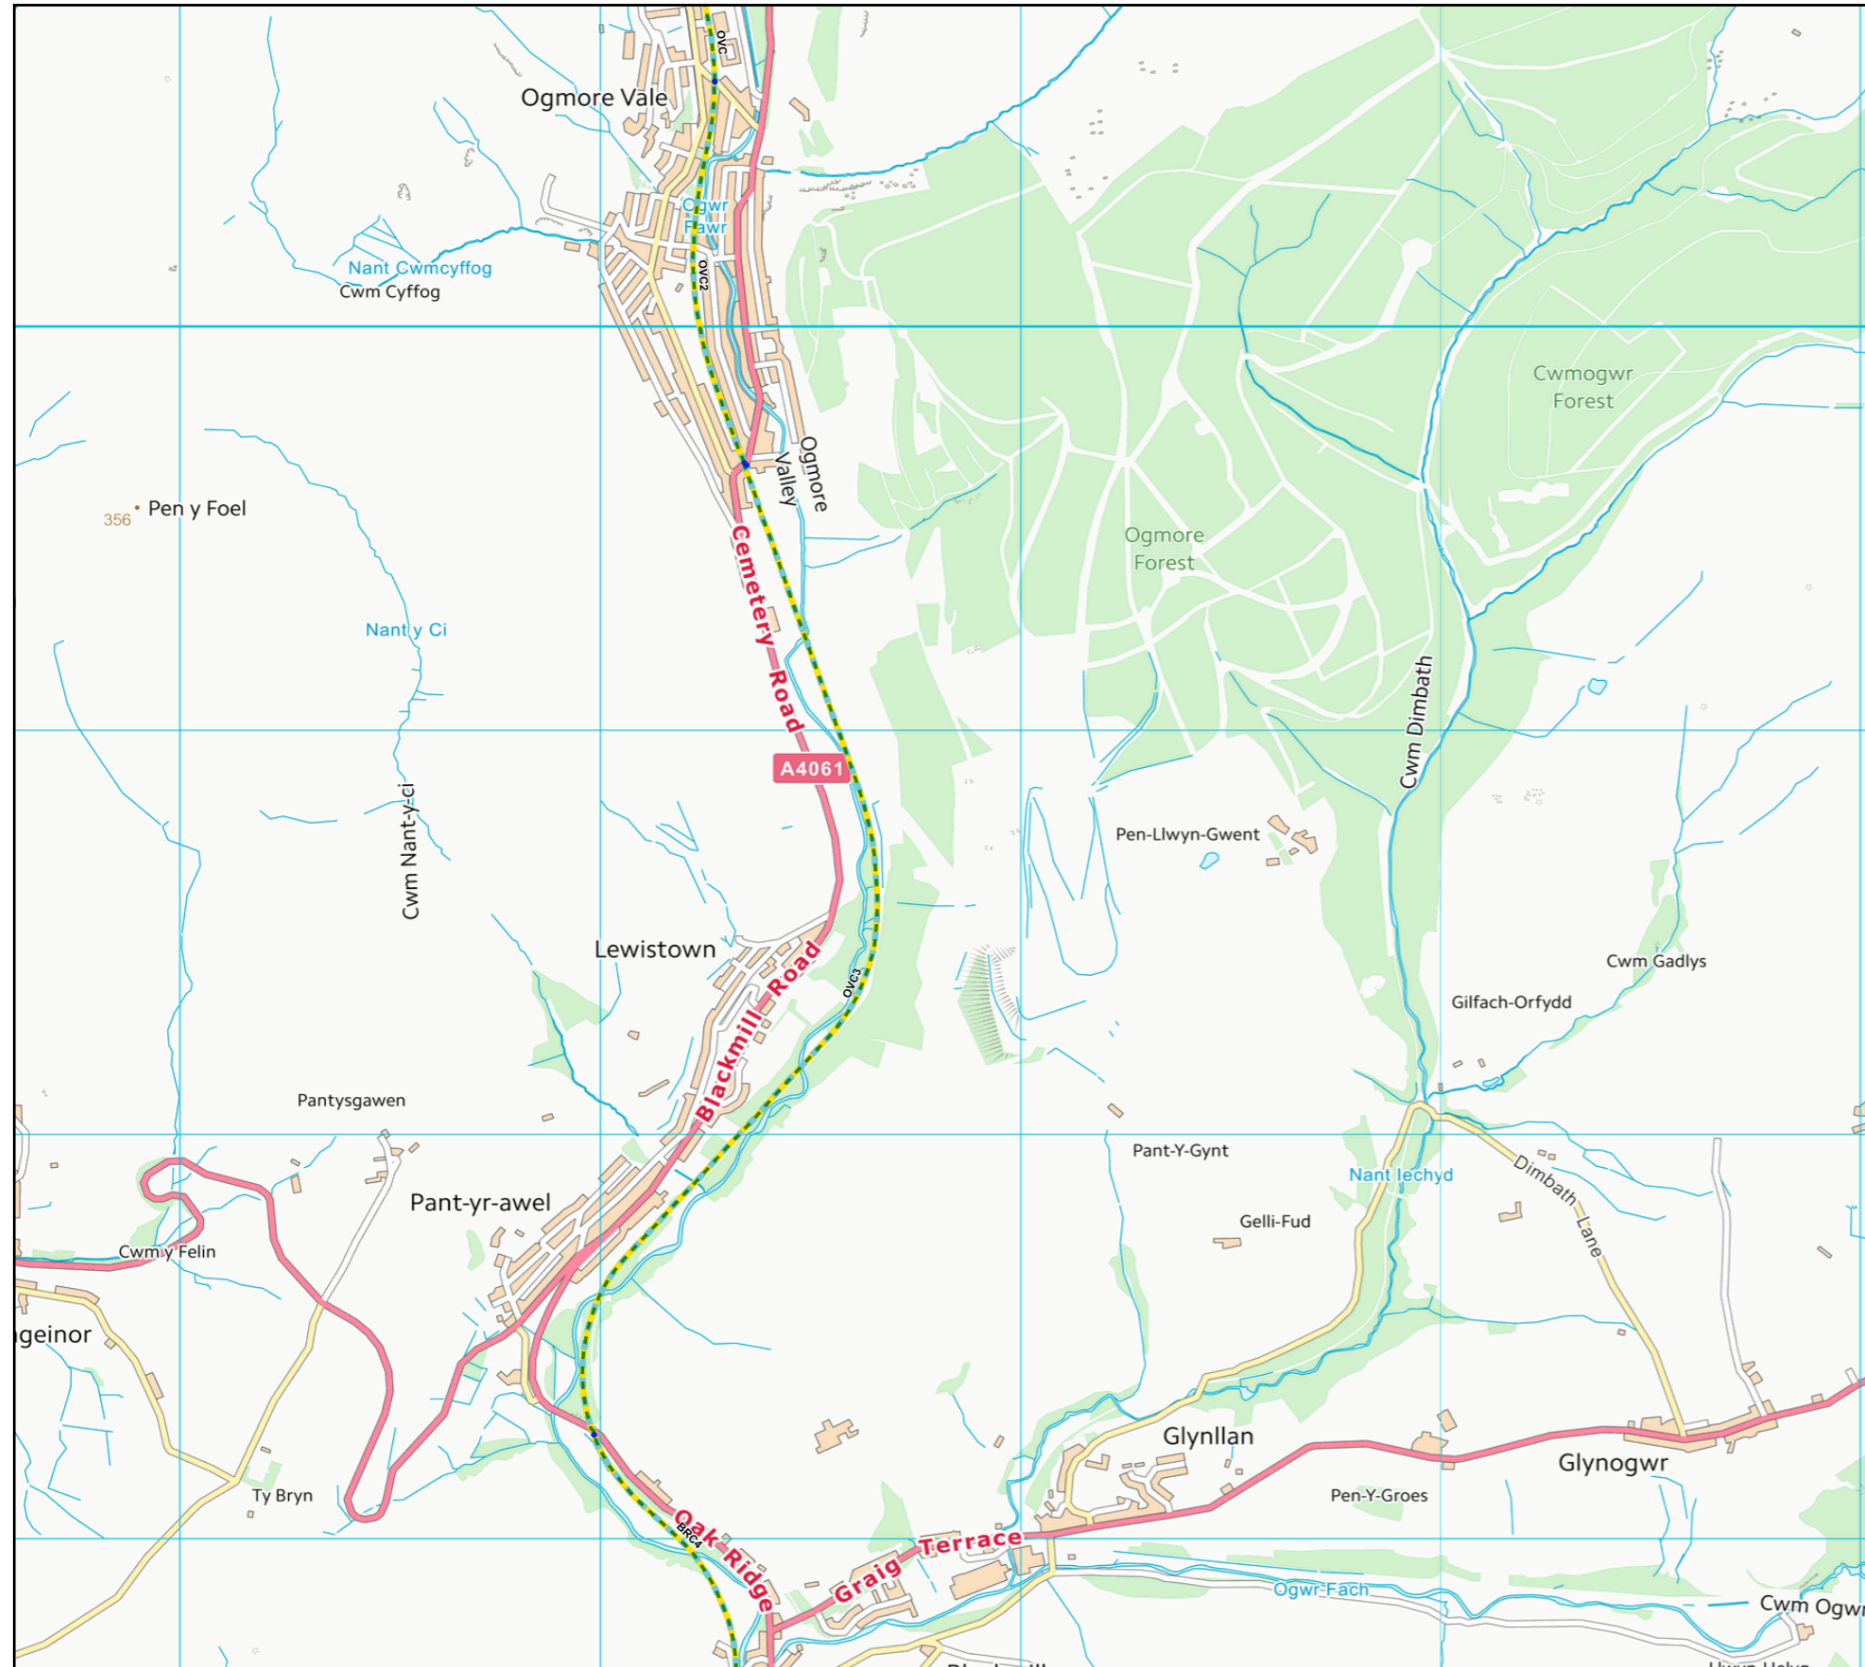 OVC
Ogmore Vale
Ogwr
Fawr
OVC2
Nant Cwmcyffog
Cwm Cyffog
Cwmogwr
Forest
Ogmore
Valley
356
Pen y Foel
Cemetery Road
Ogmore
Forest
Nant y Ci
Cwm Dimbath
A4061
Cwm Nant-y-ci
Pen-Llwyn-Gwent
Lewistown
Blackmill Road
OVC3
Cwm Gadlys
Gilfach-Orfydd
Pantysgawen
Pant-Y-Gynt
Nant Iechyd
Dimbath Lane
Pant-yr-awel
Gelli-Fud
Cwm y Felin
ngeinor
Glynllan
Glynogwr
Ty Bryn
Pen-Y-Groes
Oak Ridge
BRC4
Graig Terrace
Ogwr Fach
Cwm Ogwr